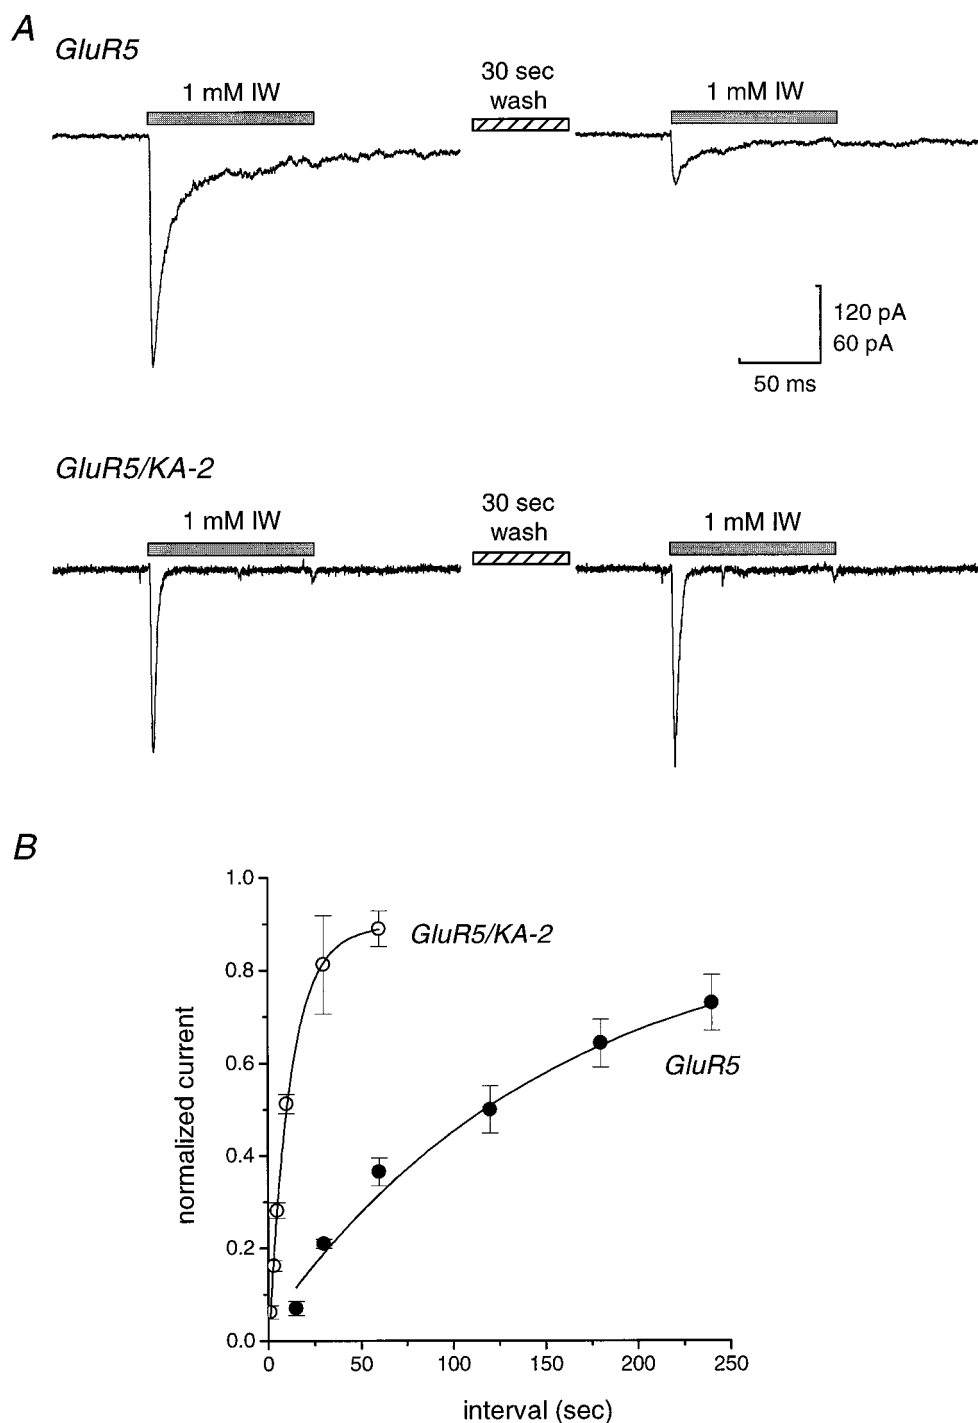 A
GluR5
1 mM IW
30 sec
wash
1 mM IW
120 pA
60 pA
50 ms
GluR5/KA-2
1 mM IW
30 sec
wash
1 mM IW
B
1.0
0.8
0.6
0.4
0.2
0.0
normalized current
GluR5/KA-2
GluR5
0 50 100 150 200 250
interval (sec)